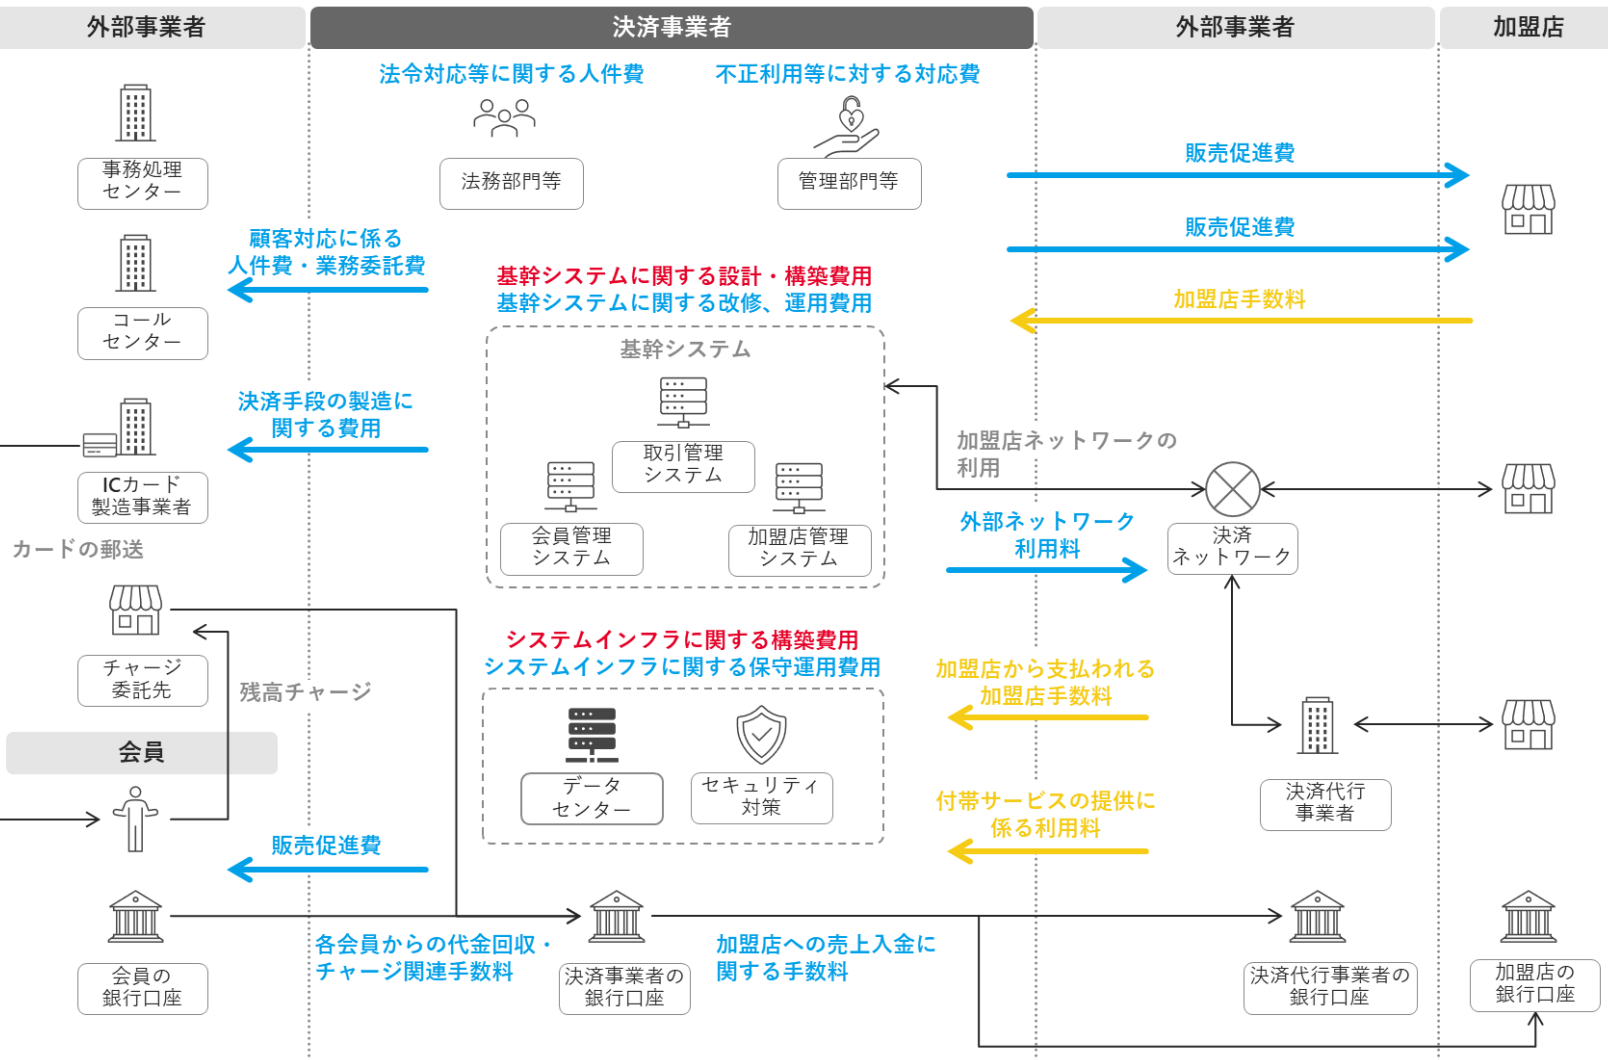 外部事業者
決済事業者
外部事業者
加盟店
法令対応等に関する人件費
不正利用等に対する対応費
事務処理
センター
法務部門等
管理部門等
販売促進費
販売促進費
加盟店手数料
顧客対応に係る
人件費・業務委託費
コール
センター
基幹システムに関する設計・構築費用
基幹システムに関する改修、運用費用
基幹システム
取引管理
システム
会員管理
システム
加盟店管理
システム
決済手段の製造に
関する費用
ICカード
製造事業者
カードの郵送
加盟店ネットワークの
利用
外部ネットワーク
利用料
決済
ネットワーク
チャージ
委託先
残高チャージ
システムインフラに関する構築費用
システムインフラに関する保守運用費用
データ
センター
セキュリティ
対策
加盟店から支払われる
加盟店手数料
決済代行
事業者
付帯サービスの提供に
係る利用料
会員
販売促進費
会員の
銀行口座
各会員からの代金回収・
チャージ関連手数料
決済事業者の
銀行口座
加盟店への売上入金に
関する手数料
決済代行事業者の
銀行口座
加盟店の
銀行口座